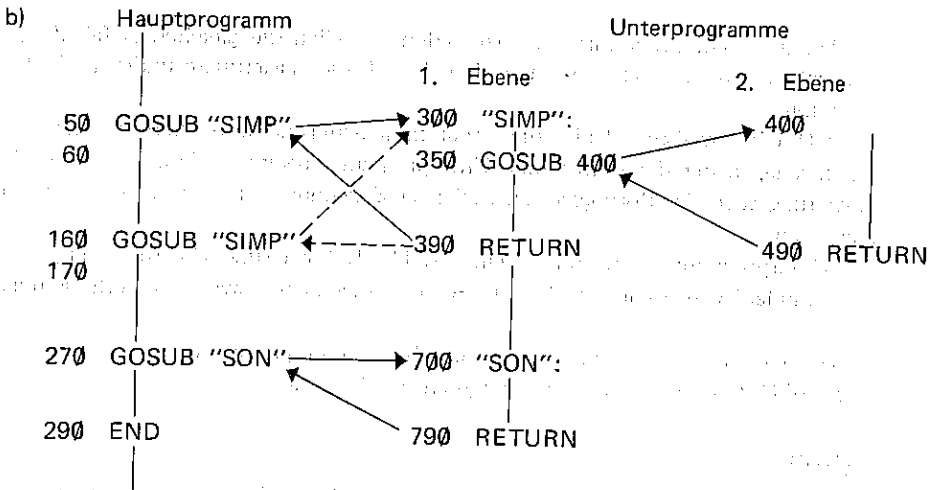 b) Hauptprogramm Unterprogramme
1. Ebene 2. Ebene
50 GOSUB "SIMP" 300 "SIMP": 400
60 350 GOSUB 400
160 GOSUB "SIMP" 390 RETURN 490 RETURN
170
270 GOSUB "SON" 700 "SON":
290 END 790 RETURN